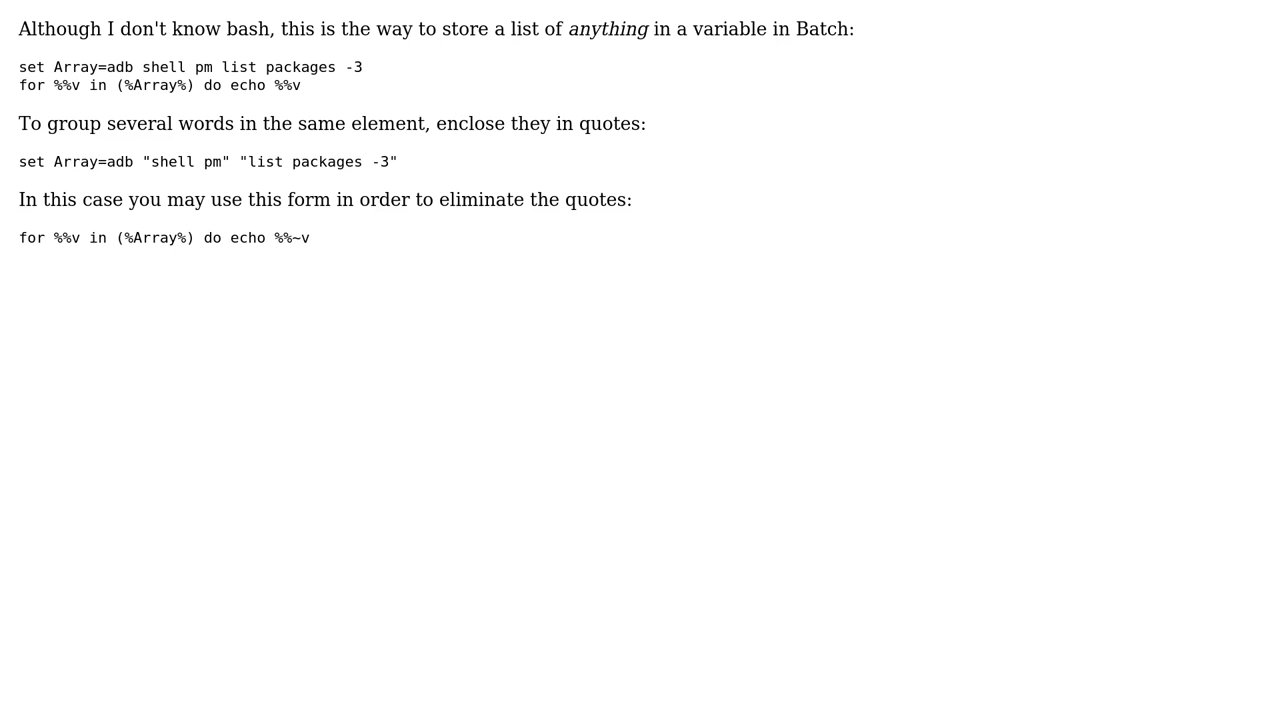 Although I don't know bash, this is the way to store a list of anything in a variable in Batch:
set Array=adb shell pm list packages -3
for %%v in (%Array%) do echo %%v
To group several words in the same element, enclose they in quotes:
set Array=adb "shell pm" "list packages -3"
In this case you may use this form in order to eliminate the quotes:
for %%v in (%Array%) do echo %%~v